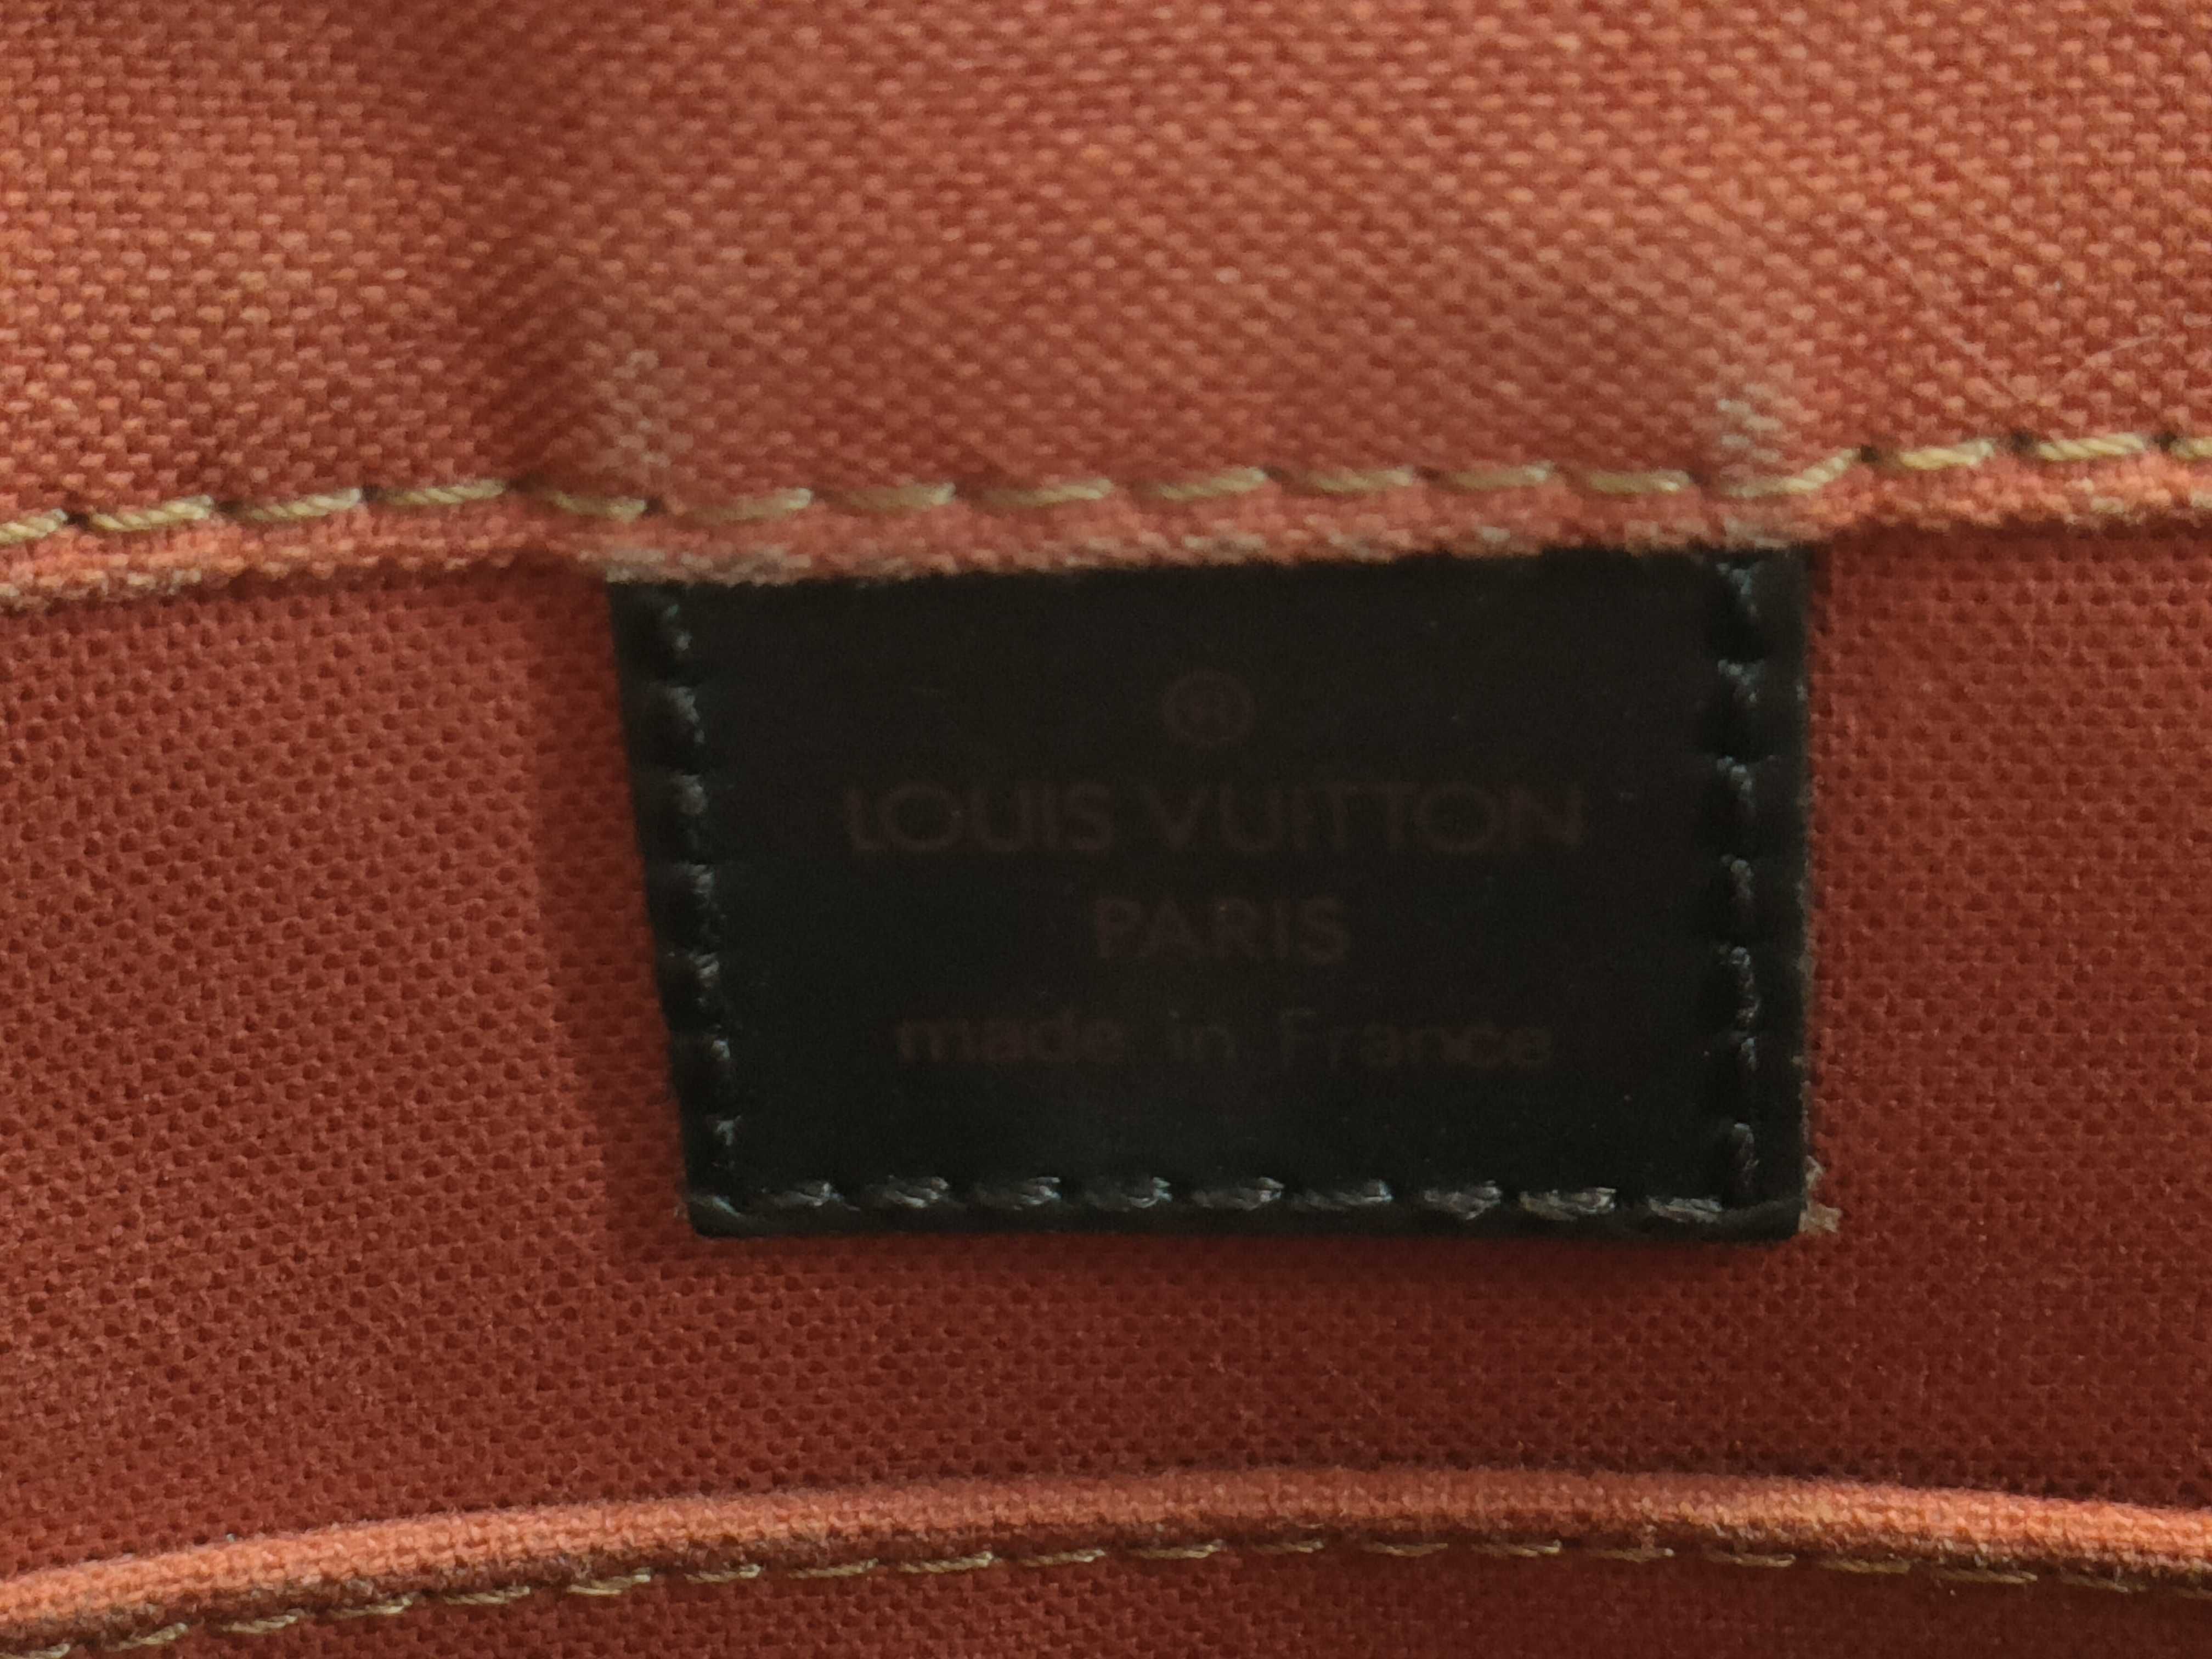 ®
LOUIS VUITTON
PARIS
made in France